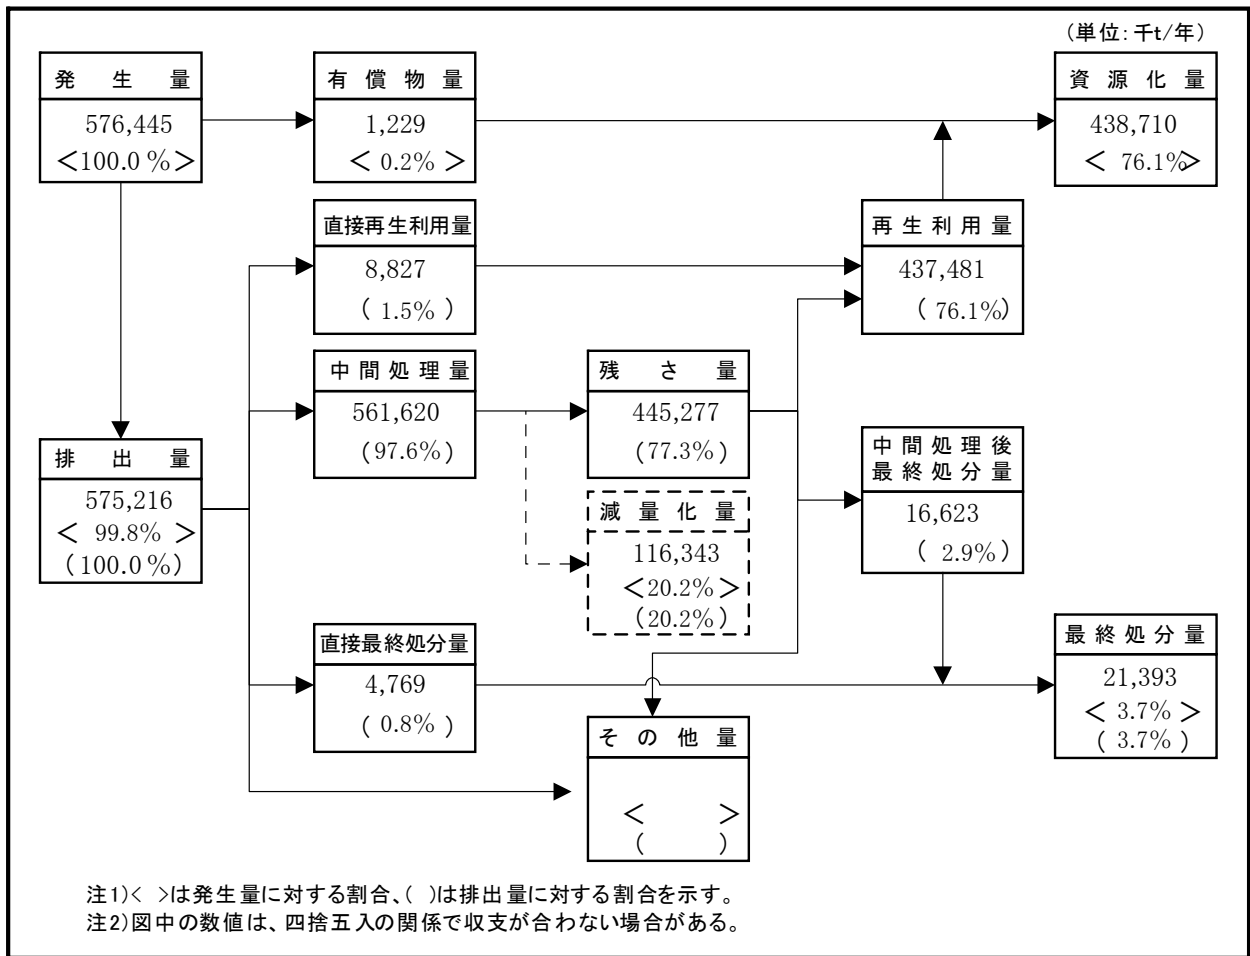 (単位:千t/年)
発生量
576,445
<100.0%>
有償物量
1,229
< 0.2% >
資源化量
438,710
< 76.1%>
直接再生利用量
8,827
( 1.5% )
再生利用量
437,481
( 76.1%)
中間処理量
561,620
(97.6%)
残さ量
445,277
(77.3%)
排出量
575,216
< 99.8% >
(100.0%)
減量化量
116,343
<20.2%>
(20.2%)
中間処理後
最終処分量
16,623
( 2.9%)
直接最終処分量
4,769
( 0.8% )
最終処分量
21,393
< 3.7% >
( 3.7% )
その他量
< >
( )
注1)< >は発生量に対する割合、( )は排出量に対する割合を示す。
注2)図中の数値は、四捨五入の関係で収支が合わない場合がある。